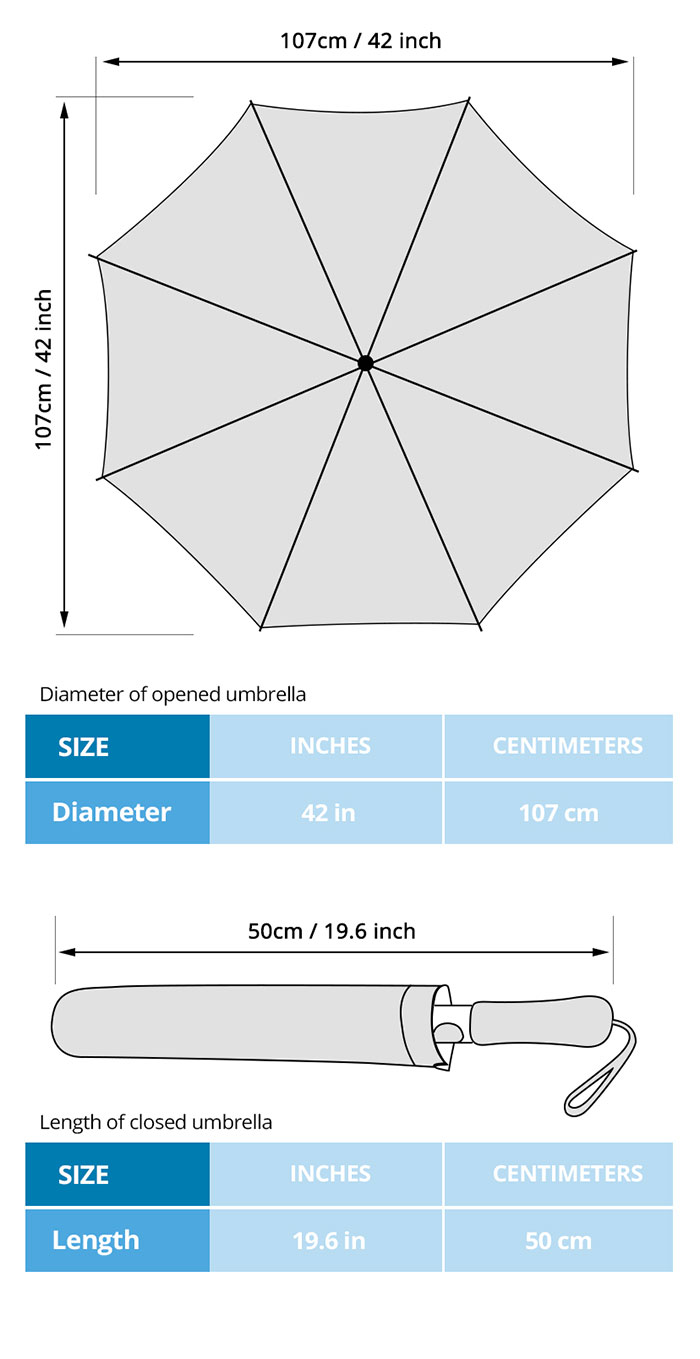 107cm / 42 inch
107cm / 42 inch
Diameter of opened umbrella
SIZE INCHES CENTIMETERS
Diameter 42 in 107 cm
50cm / 19.6 inch
Length of closed umbrella
SIZE INCHES CENTIMETERS
Length 19.6 in 50 cm